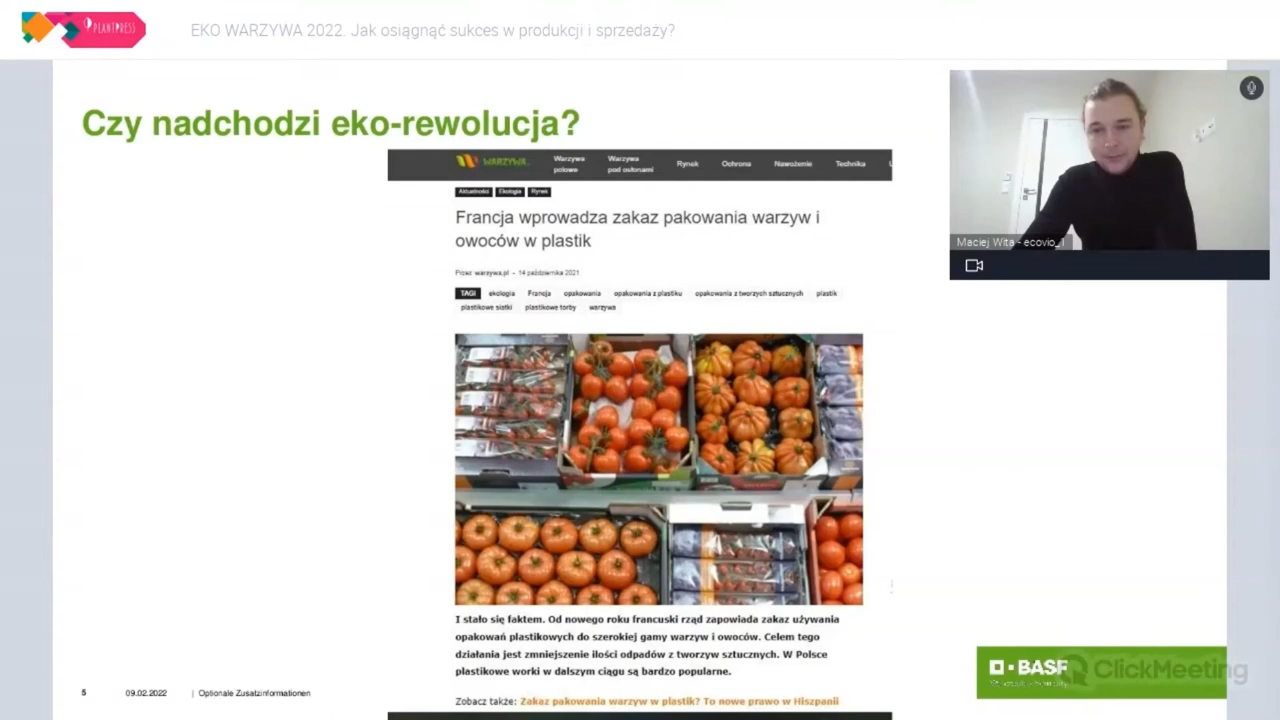 PLANTPRESS
EKO WARZYWA 2022. Jak osiągnąć sukces w produkcji i sprzedaży?
Czy nadchodzi eko-rewolucja?
WARZYWA
Warzywa polowe
Warzywa pod osłonami
Rynek
Ochrona
Nawożenie
Technika
Aktualności Ekologia Rynek
Francja wprowadza zakaz pakowania warzyw i
owoców w plastik
Przez warzywa.pl - 14 października 2021
TAGI ekologia Francja opakowania opakowania z plastiku opakowania z tworzych sztucznych plastik
plastikowe siatki plastikowe torby warzywa
I stało się faktem. Od nowego roku francuski rząd zapowiada zakaz używania
opakowań plastikowych do szerokiej gamy warzyw i owoców. Celem tego
działania jest zmniejszenie ilości odpadów z tworzyw sztucznych. W Polsce
plastikowe worki w dalszym ciągu są bardzo popularne.
Zobacz także: Zakaz pakowania warzyw w plastik? To nowe prawo w Hiszpanii
5 09.02.2022 | Optionale Zusatzinformationen
Maciej Wita - ecovio_1
BASF
ClickMeeting